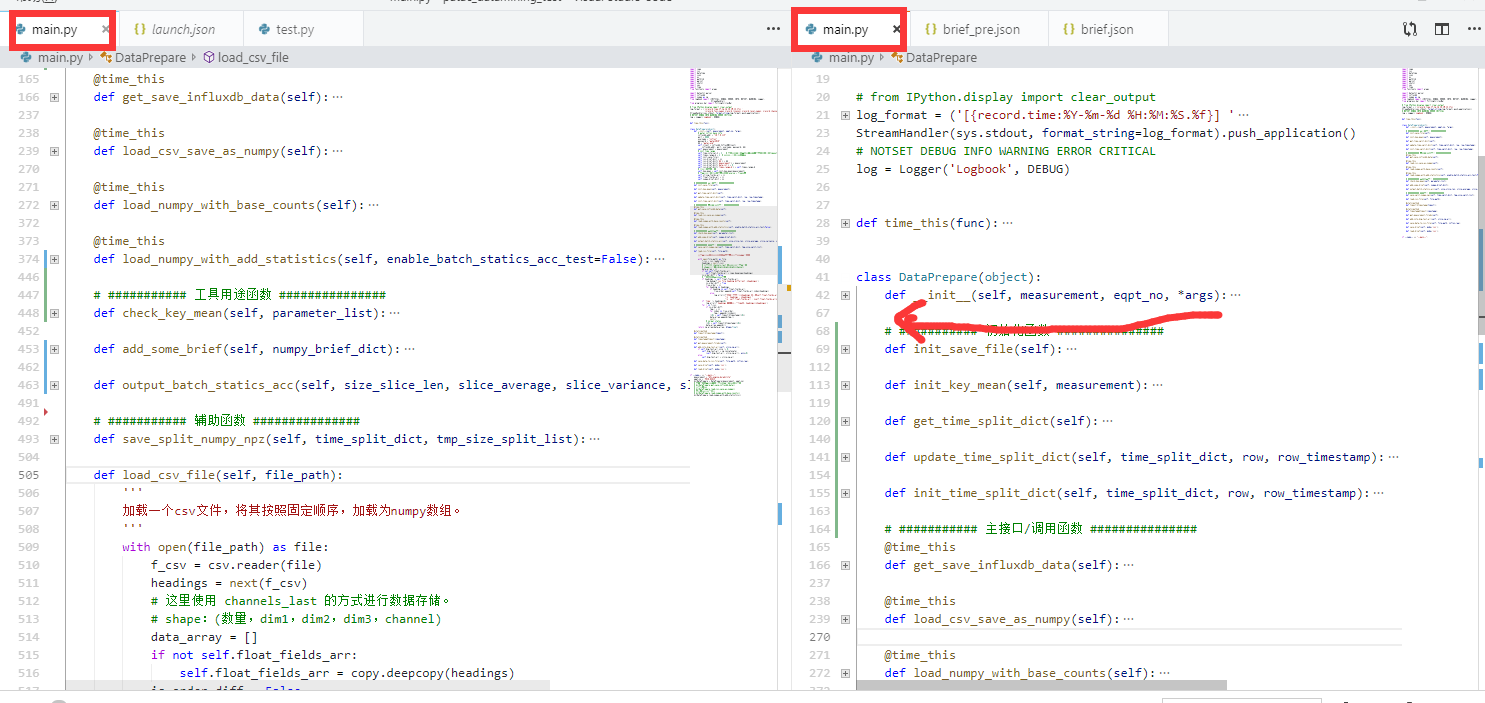 main.py × launch.json test.py ···
main.py > DataPrepare > load_csv_file
165 @time_this
166 def get_save_influxdb_data(self): ···
237
238 @time_this
239 def load_csv_save_as_numpy(self): ···
270
271 @time_this
272 def load_numpy_with_base_counts(self): ···
372
373 @time_this
374 def load_numpy_with_add_statistics(self, enable_batch_statics_acc_test=False): ···
446
447 # ########### 工具用途函数 ###############
448 def check_key_mean(self, parameter_list): ···
452
453 def add_some_brief(self, numpy_brief_dict): ···
462
463 def output_batch_statics_acc(self, size_slice_len, slice_average, slice_variance, s
491
492 # ########### 辅助函数 ###############
493 def save_split_numpy_npz(self, time_split_dict, tmp_size_split_list): ···
504
505 def load_csv_file(self, file_path):
506 '''
507 加载一个csv文件，将其按照固定顺序，加载为numpy数组。
508 '''
509 with open(file_path) as file:
510 f_csv = csv.reader(file)
511 headings = next(f_csv)
512 # 这里使用 channels_last 的方式进行数据存储。
513 # shape：(数量，dim1，dim2，dim3，channel)
514 data_array = []
515 if not self.float_fields_arr:
516 self.float_fields_arr = copy.deepcopy(headings)
main.py × brief_pre.json brief.json ···
main.py > DataPrepare
19
20 # from IPython.display import clear_output
21 log_format = ('[{record.time:%Y-%m-%d %H:%M:%S.%f}] ' ···
23 StreamHandler(sys.stdout, format_string=log_format).push_application()
24 # NOTSET DEBUG INFO WARNING ERROR CRITICAL
25 log = Logger('Logbook', DEBUG)
26
27
28 def time_this(func): ···
39
40
41 class DataPrepare(object):
42 def __init__(self, measurement, eqpt_no, *args): ···
67
68 # ########### 初始化函数 ###############
69 def init_save_file(self): ···
112
113 def init_key_mean(self, measurement): ···
119
120 def get_time_split_dict(self): ···
140
141 def update_time_split_dict(self, time_split_dict, row, row_timestamp): ···
154
155 def init_time_split_dict(self, time_split_dict, row, row_timestamp): ···
163
164 # ########### 主接口/调用函数 ###############
165 @time_this
166 def get_save_influxdb_data(self): ···
237
238 @time_this
239 def load_csv_save_as_numpy(self): ···
270
271 @time_this
272 def load_numpy_with_base_counts(self): ···